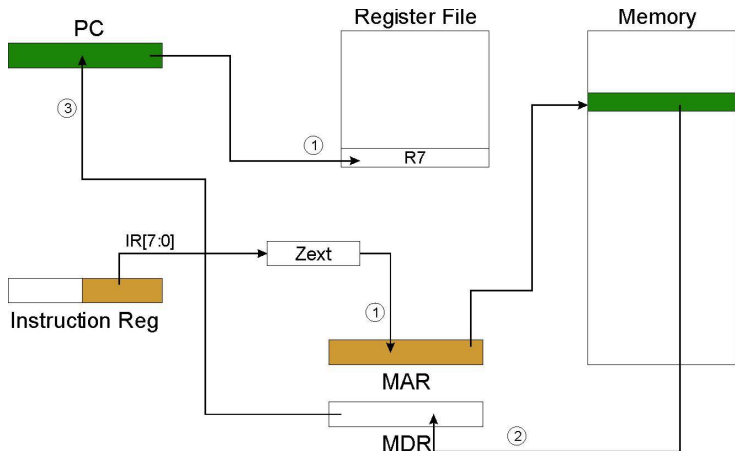 PC
Register File
Memory
3
1
R7
IR[7:0]
Zext
Instruction Reg
1
MAR
MDR
2